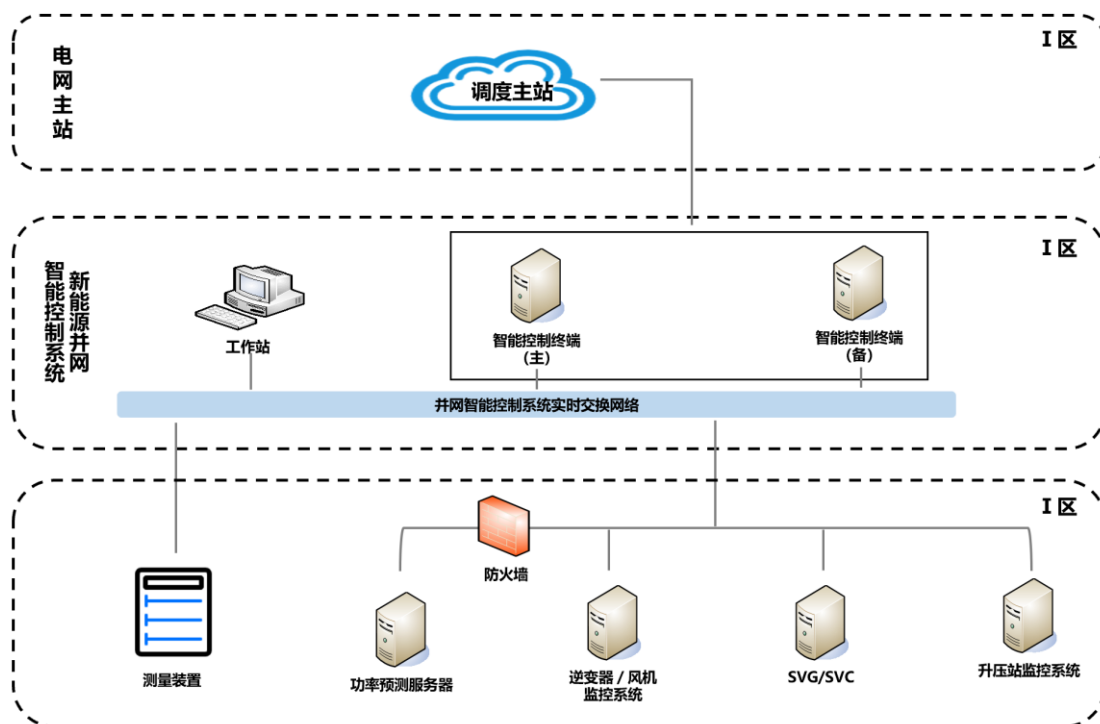 I 区
电网主站
调度主站
I 区
新能源并网
智能控制系统
工作站
智能控制终端
（主）
智能控制终端
（备）
并网智能控制系统实时交换网络
I 区
防火墙
测量装置
功率预测服务器
逆变器 / 风机
监控系统
SVG/SVC
升压站监控系统